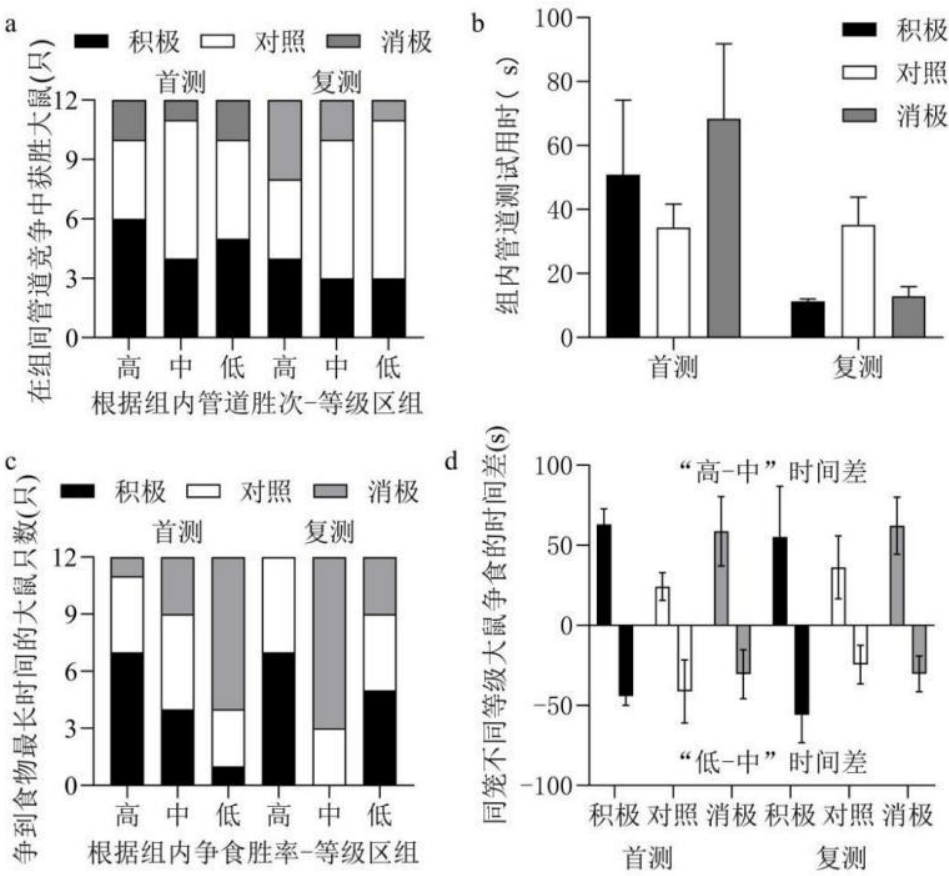 a
积极 对照 消极
首测 复测
在组间管道竞争中获胜大鼠(只)
12
9
6
3
0
高 中 低 高 中 低
根据组内管道胜次-等级区组
b
积极
对照
消极
组内管道测试用时( s)
100
80
60
40
20
0
首测 复测
c
积极 对照 消极
首测 复测
争到食物最长时间的大鼠只数(只)
12
9
6
3
0
高 中 低 高 中 低
根据组内争食胜率-等级区组
d
同笼不同等级大鼠争食的时间差(s)
“高-中”时间差
100
50
0
-50
-100
“低-中”时间差
积极 对照 消极 积极 对照 消极
首测 复测